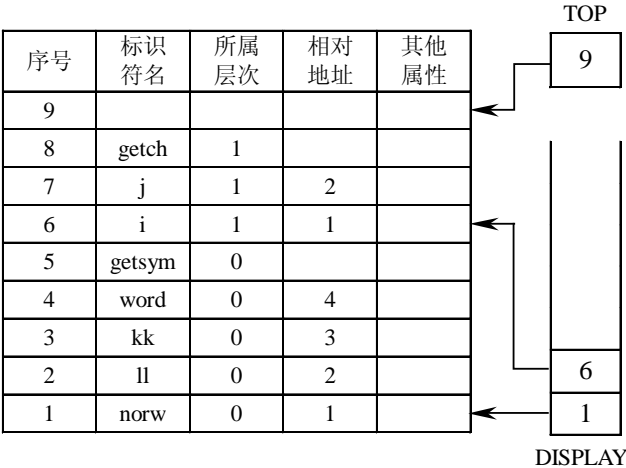 TOP
9
序号 标识符名 所属层次 相对地址 其他属性
9
8 getch 1
7 j 1 2
6 i 1 1
5 getsym 0
4 word 0 4
3 kk 0 3
2 ll 0 2
6
1 norw 0 1
1
DISPLAY